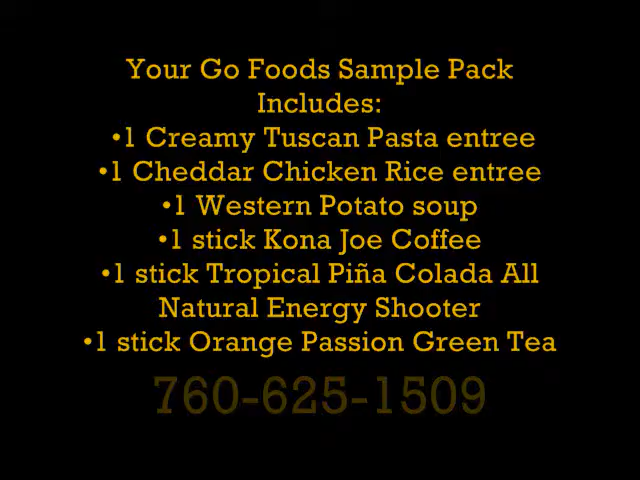 Your Go Foods Sample Pack
Includes:
•1 Creamy Tuscan Pasta entree
•1 Cheddar Chicken Rice entree
•1 Western Potato soup
•1 stick Kona Joe Coffee
•1 stick Tropical Piña Colada All
Natural Energy Shooter
•1 stick Orange Passion Green Tea
760-625-1509